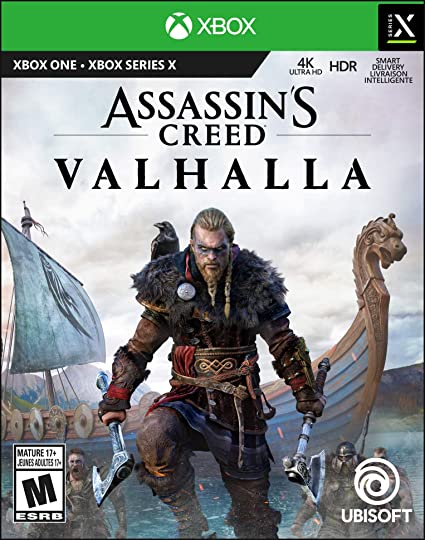 XBOX
SERIES X
XBOX ONE • XBOX SERIES X
4K
ULTRA HD
HDR
SMART
DELIVERY
LIVRAISON
INTELLIGENTE
ASSASSIN'S
CREED
VALHALLA
MATURE 17+
JEUNES ADULTES 17+
M
ESRB
UBISOFT